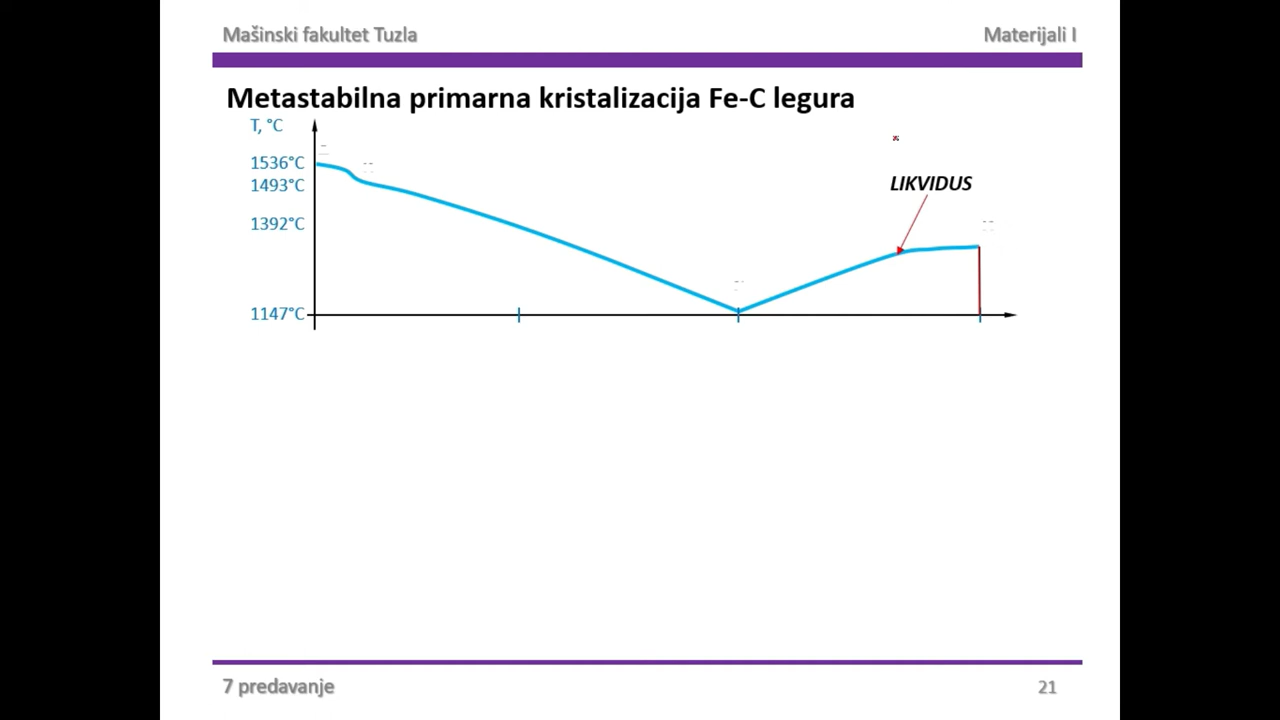 Mašinski fakultet Tuzla
Materijali I
Metastabilna primarna kristalizacija Fe-C legura
T, °C
1536°C
1493°C
LIKVIDUS
1392°C
1147°C
7 predavanje
21